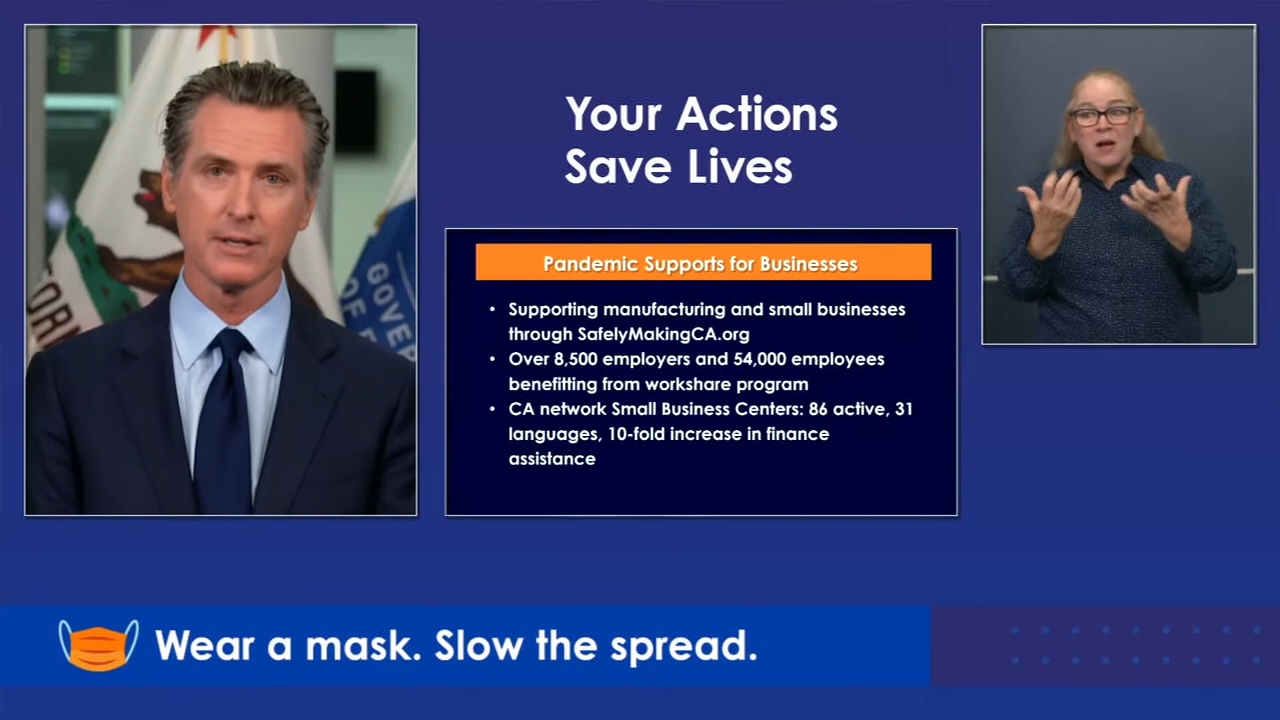 Your Actions
Save Lives
Pandemic Supports for Businesses
• Supporting manufacturing and small businesses
through SafelyMakingCA.org
• Over 8,500 employers and 54,000 employees
benefitting from workshare program
• CA network Small Business Centers: 86 active, 31
languages, 10-fold increase in finance
assistance
Wear a mask. Slow the spread.